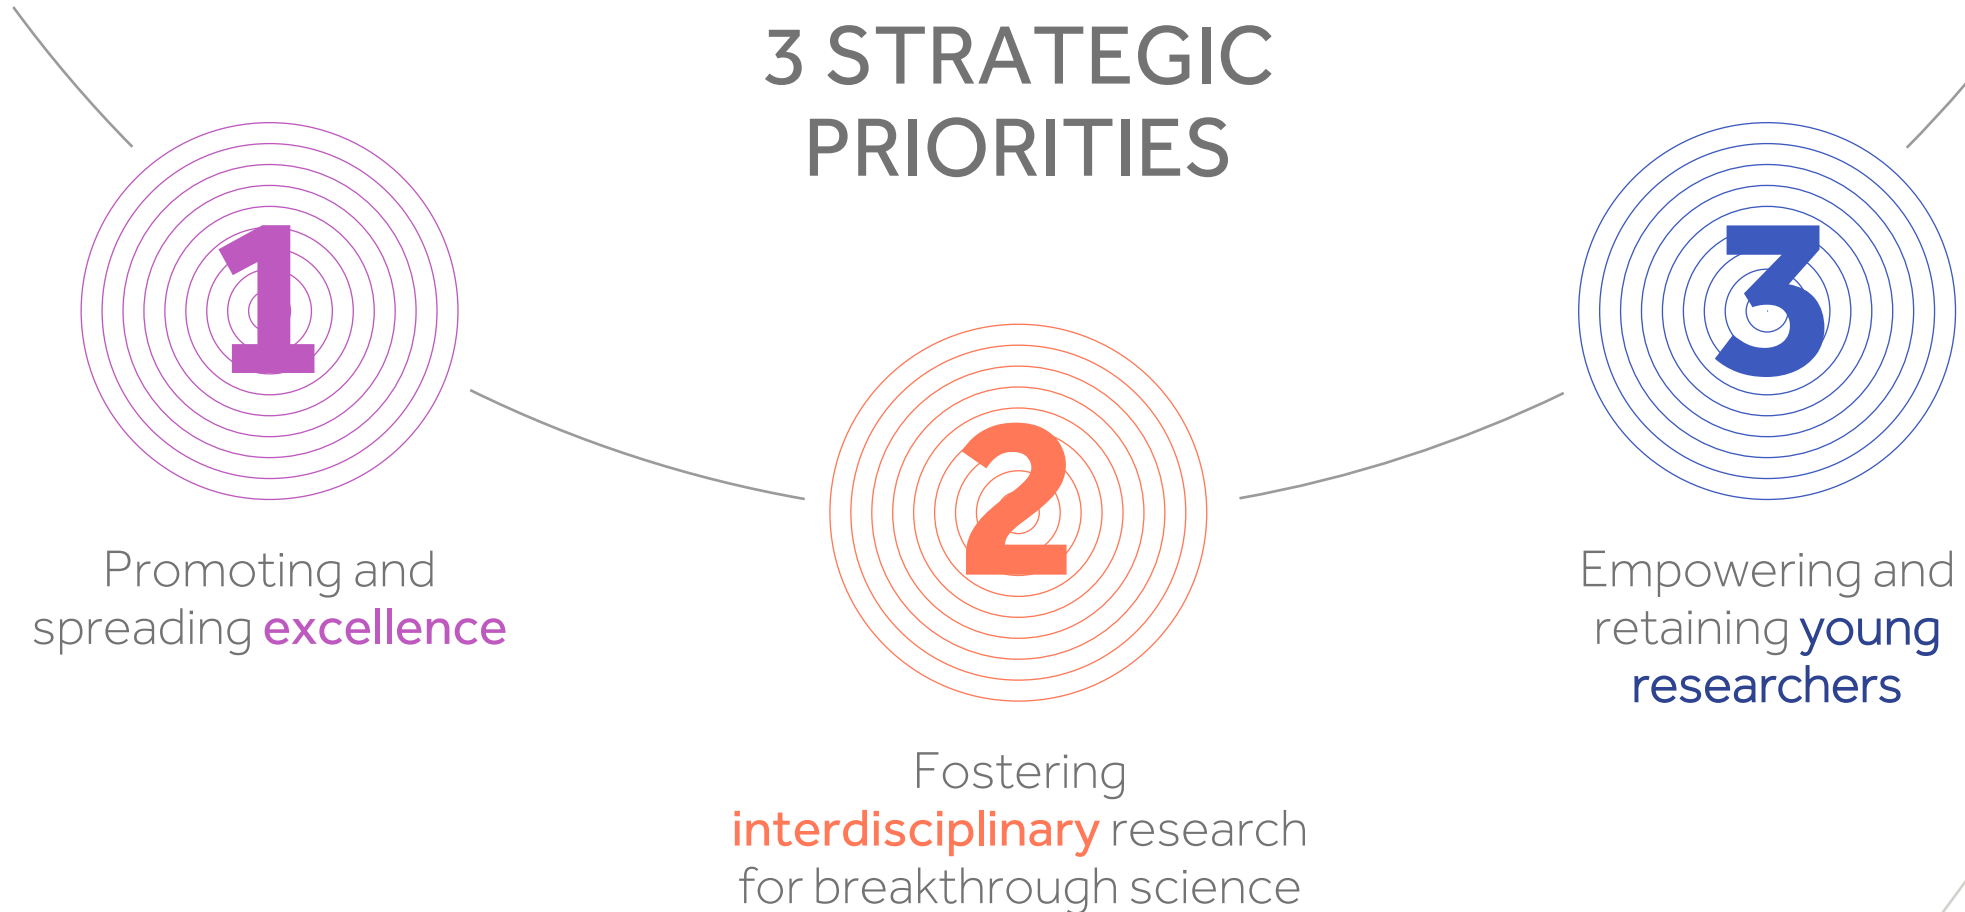 3 STRATEGIC
PRIORITIES
1
Promoting and
spreading excellence
2
Fostering
interdisciplinary research
for breakthrough science
3
Empowering and
retaining young
researchers